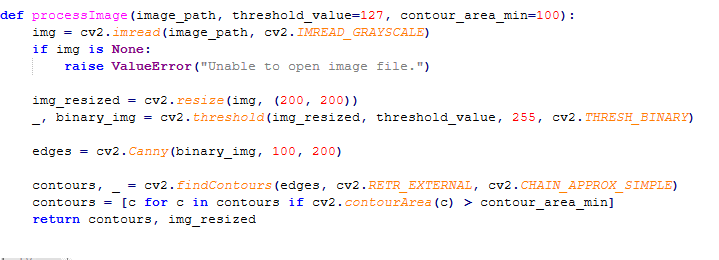 def processImage(image_path, threshold_value=127, contour_area_min=100):
    img = cv2.imread(image_path, cv2.IMREAD_GRAYSCALE)
    if img is None:
        raise ValueError("Unable to open image file.")
    img_resized = cv2.resize(img, (200, 200))
    _, binary_img = cv2.threshold(img_resized, threshold_value, 255, cv2.THRESH_BINARY)
    edges = cv2.Canny(binary_img, 100, 200)
    contours, _ = cv2.findContours(edges, cv2.RETR_EXTERNAL, cv2.CHAIN_APPROX_SIMPLE)
    contours = [c for c in contours if cv2.contourArea(c) > contour_area_min]
    return contours, img_resized